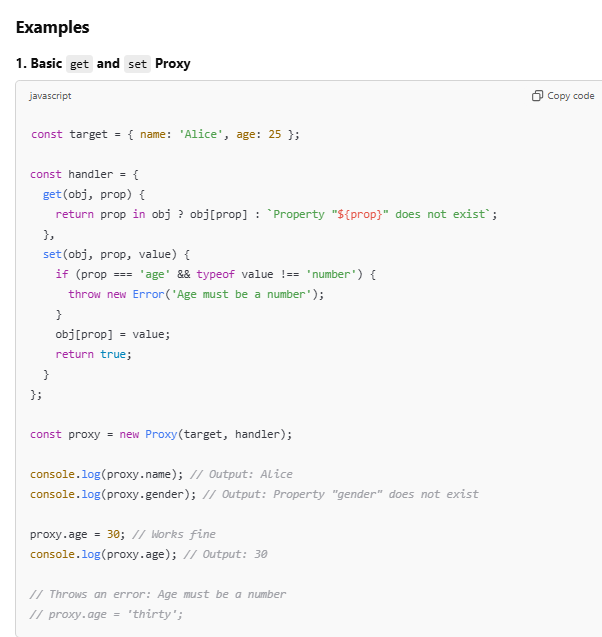 Examples
1. Basic get and set Proxy
javascript
Copy code
const target = { name: 'Alice', age: 25 };
const handler = {
  get(obj, prop) {
    return prop in obj ? obj[prop] : `Property "${prop}" does not exist`;
  },
  set(obj, prop, value) {
    if (prop === 'age' && typeof value !== 'number') {
      throw new Error('Age must be a number');
    }
    obj[prop] = value;
    return true;
  }
};
const proxy = new Proxy(target, handler);
console.log(proxy.name); // Output: Alice
console.log(proxy.gender); // Output: Property "gender" does not exist
proxy.age = 30; // Works fine
console.log(proxy.age); // Output: 30
// Throws an error: Age must be a number
// proxy.age = 'thirty';